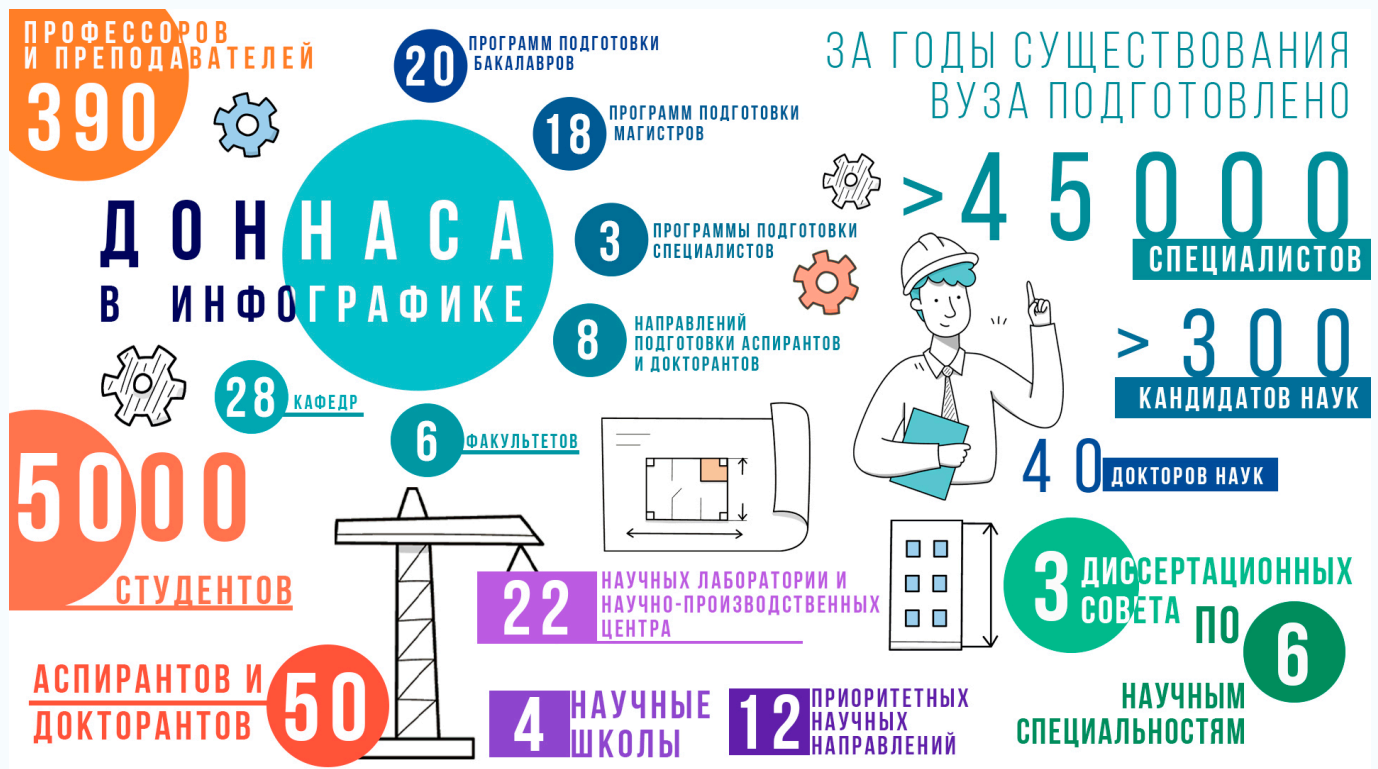 ПРОФЕССОРОВ
И ПРЕПОДАВАТЕЛЕЙ
390
20
ПРОГРАММ ПОДГОТОВКИ
БАКАЛАВРОВ
18
ПРОГРАММ ПОДГОТОВКИ
МАГИСТРОВ
3
ПРОГРАММЫ ПОДГОТОВКИ
СПЕЦИАЛИСТОВ
8
НАПРАВЛЕНИЙ
ПОДГОТОВКИ АСПИРАНТОВ
И ДОКТОРАНТОВ
ДОННАСА
В ИНФОГРАФИКЕ
28 КАФЕДР
6 ФАКУЛЬТЕТОВ
ЗА ГОДЫ СУЩЕСТВОВАНИЯ
ВУЗА ПОДГОТОВЛЕНО
>45000
СПЕЦИАЛИСТОВ
>300
КАНДИДАТОВ НАУК
40 ДОКТОРОВ НАУК
5000
СТУДЕНТОВ
АСПИРАНТОВ И
ДОКТОРАНТОВ
50
22
НАУЧНЫХ ЛАБОРАТОРИИ И
НАУЧНО-ПРОИЗВОДСТВЕННЫХ
ЦЕНТРА
4
НАУЧНЫЕ
ШКОЛЫ
12
ПРИОРИТЕТНЫХ
НАУЧНЫХ
НАПРАВЛЕНИЙ
3
ДИССЕРТАЦИОННЫХ
СОВЕТА
ПО
6
НАУЧНЫМ
СПЕЦИАЛЬНОСТЯМ